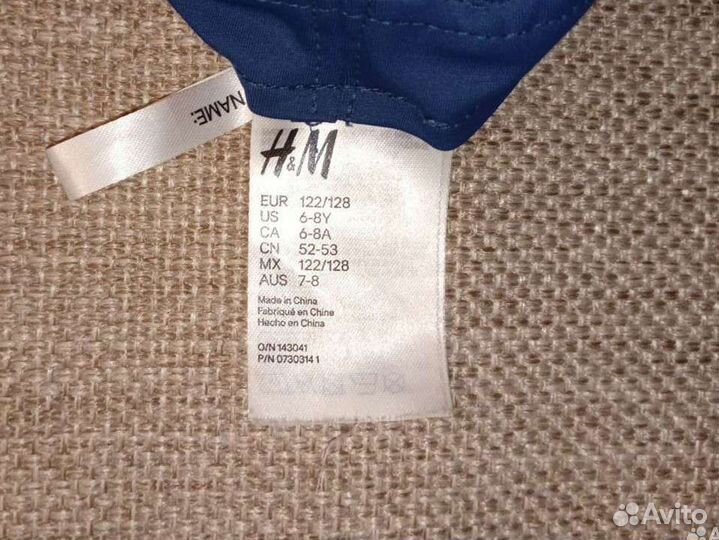 NAME:
H&M
EUR 122/128
US 6-8Y
CA 6-8A
CN 52-53
MX 122/128
AUS 7-8
Made in China
Fabriqué en Chine
Hecho en China
O/N 143041
P/N 0730314 1
Avito